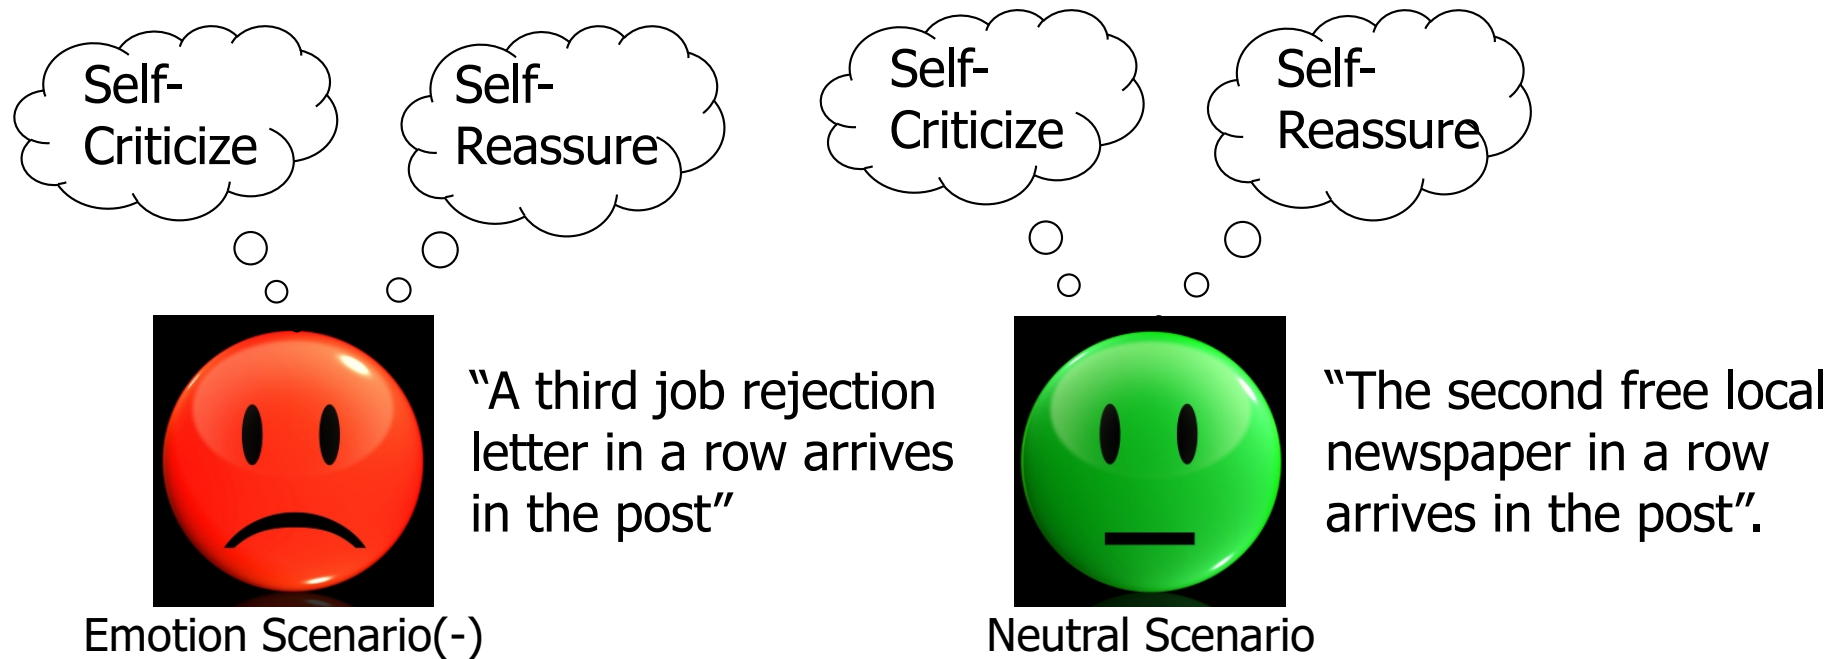 Self-
Criticize
Self-
Reassure
Self-
Criticize
Self-
Reassure
“A third job rejection
letter in a row arrives
in the post”
“The second free local
newspaper in a row
arrives in the post”.
Emotion Scenario(-)
Neutral Scenario